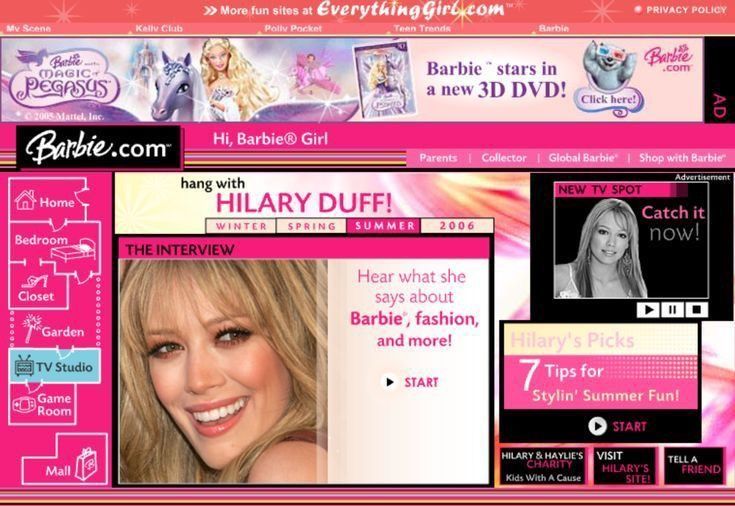 >> More fun sites at EverythingGirl.com™
PRIVACY POLICY
My Scene
Kelly Club
Polly Pocket
Teen Trends
Barbie
Barbie and the
MAGIC of
PEGASUS
© 2005 Mattel, Inc.
Barbie™ stars in
a new 3D DVD!
Click here!
Barbie
.com™
AD
Barbie.com™
Hi, Barbie® Girl
Parents | Collector | Global Barbie® | Shop with Barbie®
Home
Bedroom
Closet
Garden
TV Studio
Game
Room
Mall
B
hang with
HILARY DUFF!
WINTER SPRING SUMMER 2006
THE INTERVIEW
Hear what she
says about
Barbie®, fashion,
and more!
START
Advertisement
NEW TV SPOT
Catch it
now!
Hilary's Picks
7 Tips for
Stylin' Summer Fun!
START
HILARY & HAYLIE'S
CHARITY
Kids With A Cause
VISIT
HILARY'S
SITE!
TELL A
FRIEND